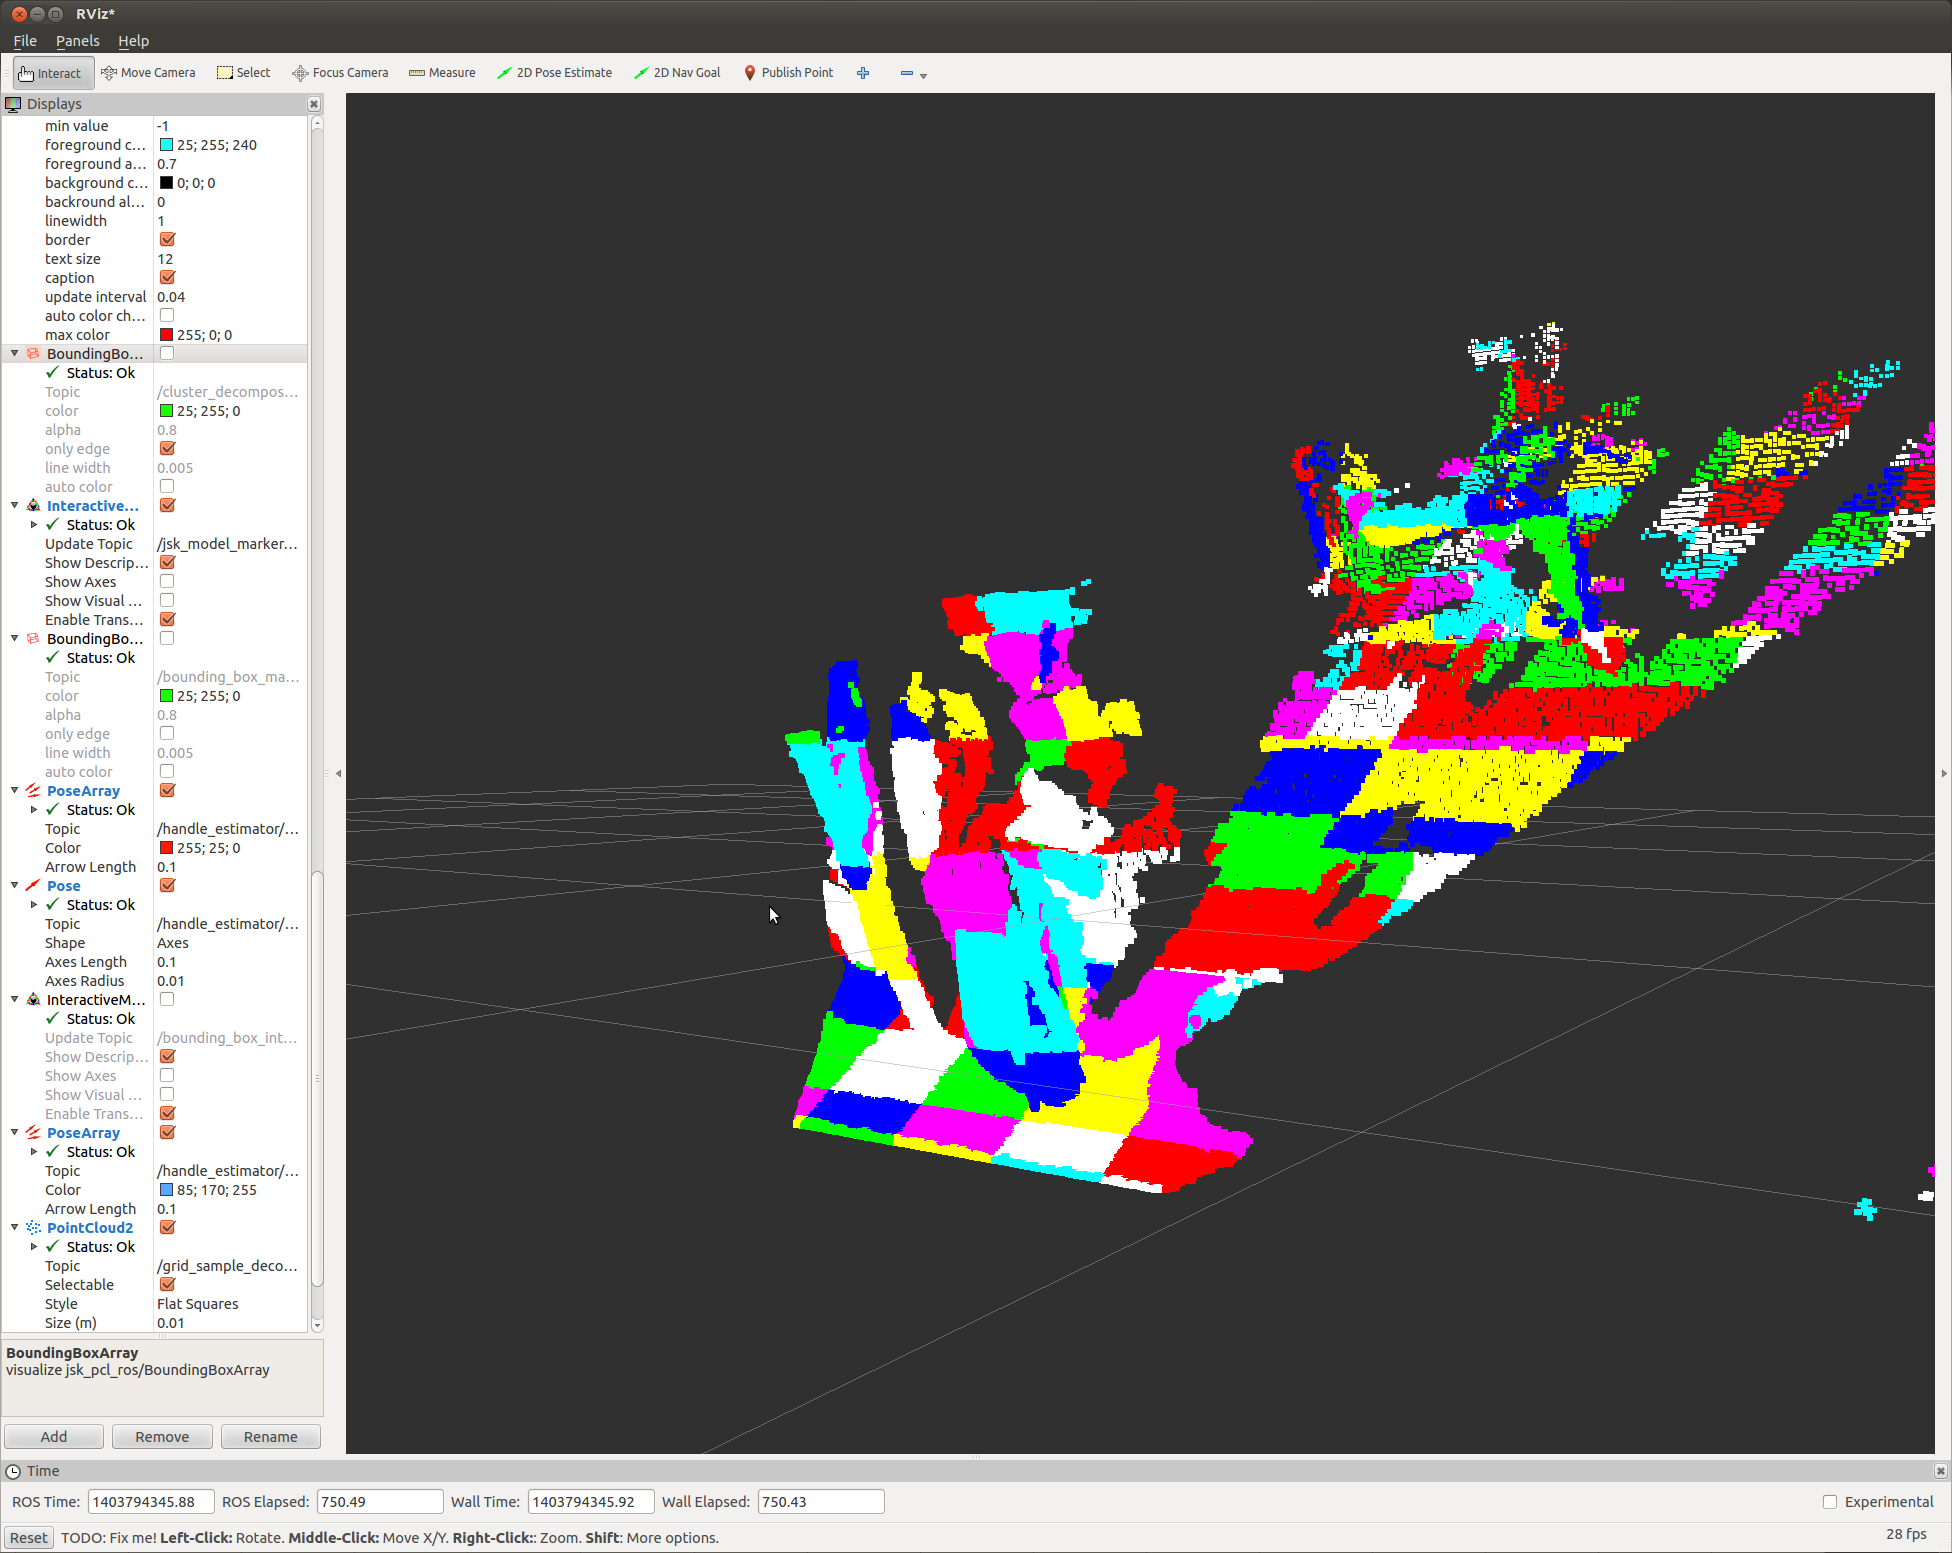 RViz*
File Panels Help
Interact Move Camera Select Focus Camera Measure 2D Pose Estimate 2D Nav Goal Publish Point
Displays
min value -1
foreground c... 25; 255; 240
foreground a... 0.7
background c... 0; 0; 0
backround al... 0
linewidth 1
border
text size 12
caption
update interval 0.04
auto color ch...
max color 255; 0; 0
BoundingBo...
Status: Ok
Topic /cluster_decompos...
color 25; 255; 0
alpha 0.8
only edge
line width 0.005
auto color
Interactive...
Status: Ok
Update Topic /jsk_model_marker...
Show Descrip...
Show Axes
Show Visual ...
Enable Trans...
BoundingBo...
Status: Ok
Topic /bounding_box_ma...
color 25; 255; 0
alpha 0.8
only edge
line width 0.005
auto color
PoseArray
Status: Ok
Topic /handle_estimator/...
Color 255; 25; 0
Arrow Length 0.1
Pose
Status: Ok
Topic /handle_estimator/...
Shape Axes
Axes Length 0.1
Axes Radius 0.01
InteractiveM...
Status: Ok
Update Topic /bounding_box_int...
Show Descrip...
Show Axes
Show Visual ...
Enable Trans...
PoseArray
Status: Ok
Topic /handle_estimator/...
Color 85; 170; 255
Arrow Length 0.1
PointCloud2
Status: Ok
Topic /grid_sample_deco...
Selectable
Style Flat Squares
Size (m) 0.01
BoundingBoxArray
visualize jsk_pcl_ros/BoundingBoxArray
Add Remove Rename
Time
ROS Time: 1403794345.88 ROS Elapsed: 750.49 Wall Time: 1403794345.92 Wall Elapsed: 750.43 Experimental
Reset TODO: Fix me! Left-Click: Rotate. Middle-Click: Move X/Y. Right-Click:: Zoom. Shift: More options. 28 fps